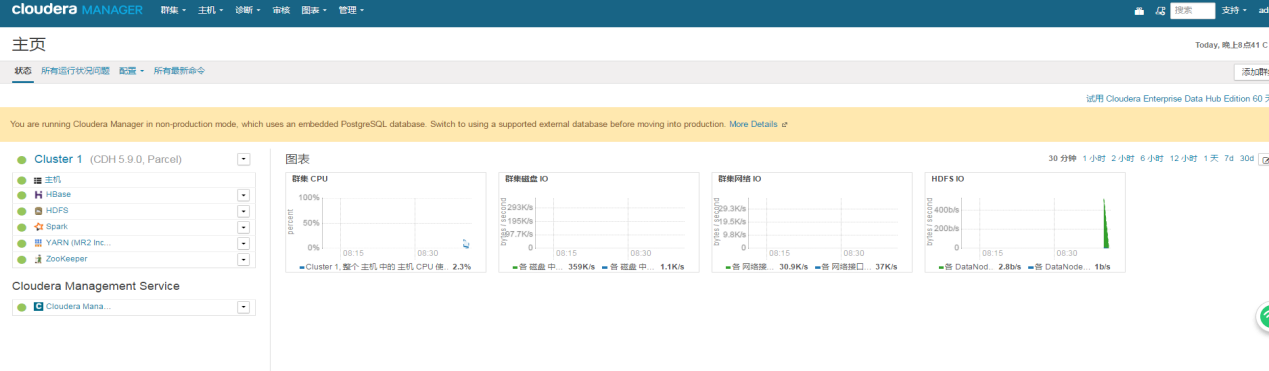 cloudera MANAGER 群集 主机 诊断 审核 图表 管理 搜索 支持
主页
Today, 晚上8点41 C
状态 所有运行状况问题 配置 所有最新命令
添加群
试用 Cloudera Enterprise Data Hub Edition 60 天
You are running Cloudera Manager in non-production mode, which uses an embedded PostgreSQL database. Switch to using a supported external database before moving into production. More Details
Cluster 1 (CDH 5.9.0, Parcel)
主机
HBase
HDFS
Spark
YARN (MR2 Inc...
ZooKeeper
Cloudera Management Service
Cloudera Mana...
图表
30 分钟 1 小时 2 小时 6 小时 12 小时 1 天 7d 30d
群集 CPU
percent
100%
50%
0%
08:15 08:30
Cluster 1, 整个 主机 中的 主机 CPU 使... 2.3%
群集磁盘 IO
bytes / second
293K/s
195K/s
97.7K/s
0
08:15 08:30
各 磁盘 中... 359K/s 各 磁盘 中... 1.1K/s
群集网络 IO
bytes / second
29.3K/s
19.5K/s
9.8K/s
0
08:15 08:30
各 网络接... 30.9K/s 各 网络接口... 37K/s
HDFS IO
bytes / second
400b/s
200b/s
0
08:15 08:30
各 DataNod... 2.8b/s 各 DataNode... 1b/s